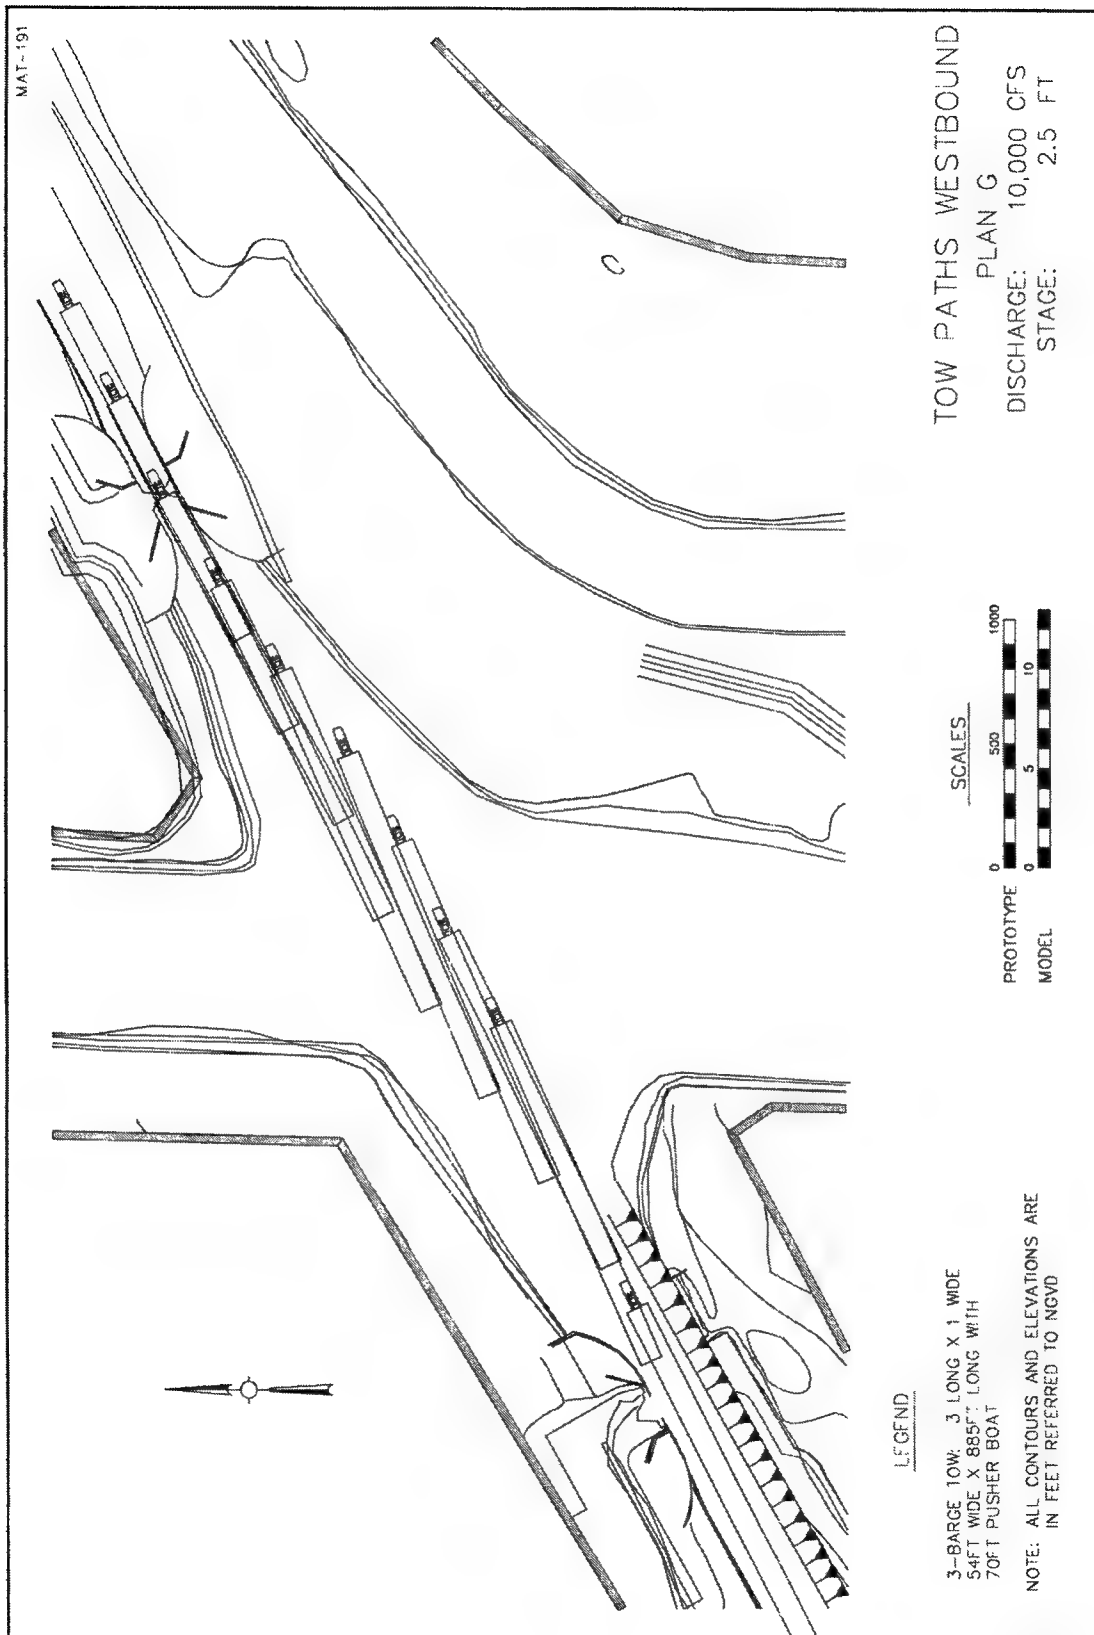 MAT-191
TOW PATHS WESTBOUND
PLAN G
DISCHARGE: 10,000 CFS
STAGE: 2.5 FT
SCALES
PROTOTYPE 0 500 1000
MODEL 0 5 10
LEGEND
3-BARGE TOW: 3 LONG X 1 WIDE
54FT WIDE X 885FT LONG WITH
70FT PUSHER BOAT
NOTE: ALL CONTOURS AND ELEVATIONS ARE
IN FEET REFERRED TO NGVD